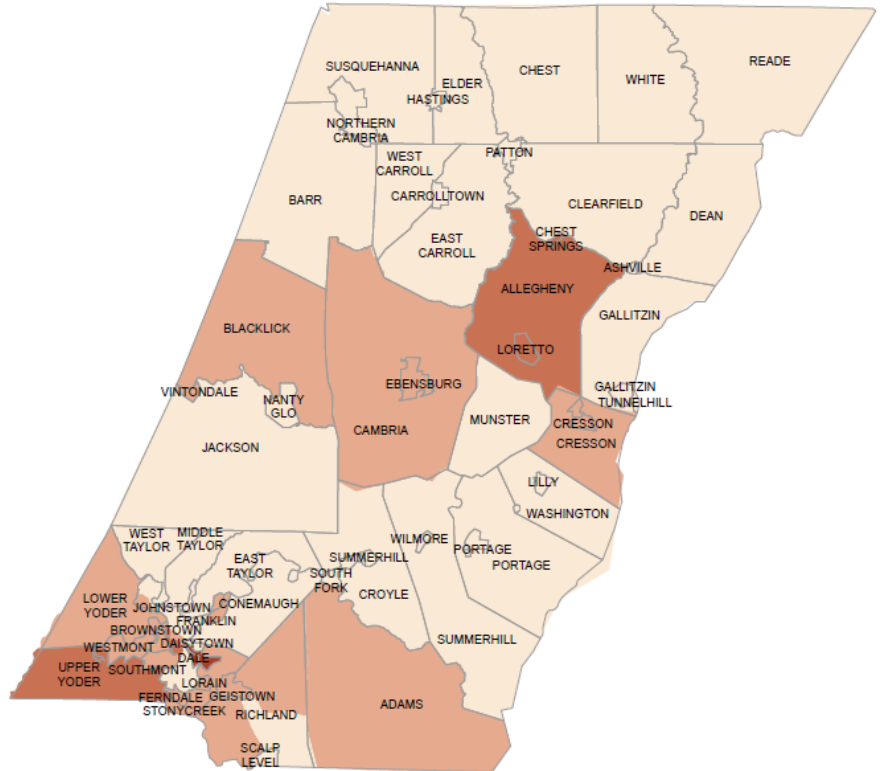 SUSQUEHANNA
ELDER
HASTINGS
CHEST
WHITE
READE
NORTHERN
CAMBRIA
WEST
CARROLL
PATTON
BARR
CARROLLTOWN
CLEARFIELD
DEAN
EAST
CARROLL
CHEST
SPRINGS
ASHVILLE
ALLEGHENY
GALLITZIN
BLACKLICK
LORETTO
VINTONDALE
NANTY
GLO
EBENSBURG
GALLITZIN
TUNNELHILL
CAMBRIA
MUNSTER
CRESSON
CRESSON
JACKSON
LILLY
WASHINGTON
WEST
TAYLOR
MIDDLE
TAYLOR
EAST
TAYLOR
SUMMERHILL
WILMORE
PORTAGE
PORTAGE
SOUTH
FORK
CROYLE
LOWER
YODER
JOHNSTOWN
CONEMAUGH
FRANKLIN
BROWNSTOWN
DAISYTOWN
WESTMONT
DALE
SUMMERHILL
UPPER
YODER
SOUTHMONT
LORAIN
FERNDALE
GEISTOWN
STONYCREEK
RICHLAND
ADAMS
SCALP
LEVEL